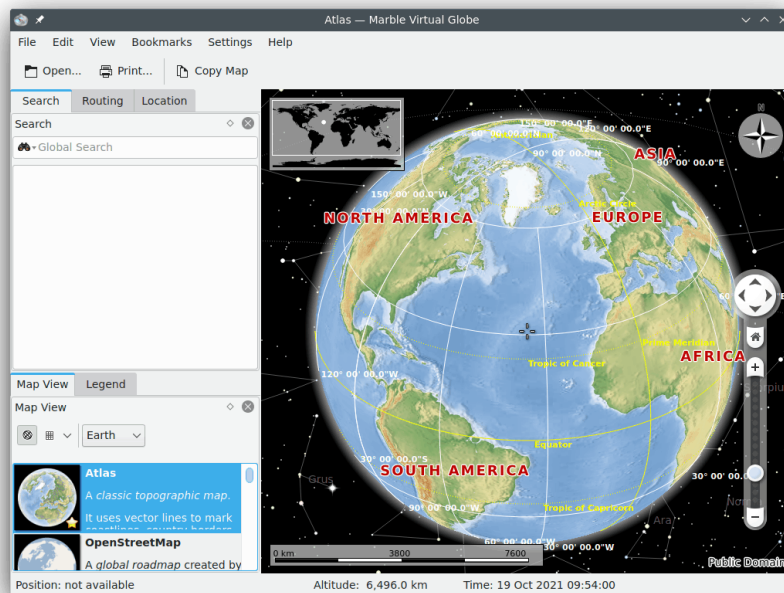 Atlas — Marble Virtual Globe
File Edit View Bookmarks Settings Help
Open... Print... Copy Map
Search Routing Location
Search
Global Search
Map View Legend
Map View
Earth
Atlas
A classic topographic map.
It uses vector lines to mark
coastlines, country borders
OpenStreetMap
A global roadmap created by
N
150° 00' 00.0"E
120° 00' 00.0"E
60° 00' 00.0"N
90° 00' 00.0"N
ASIA
90° 00' 00.0"E
150° 00' 00.0"W
Arctic Circle
NORTH AMERICA
EUROPE
Prime Meridian
AFRICA
Tropic of Cancer
120° 00' 00.0"W
Equator
30° 00' 00.0"S
SOUTH AMERICA
Grus
90° 00' 00.0"W
Tropic of Capricorn
Ara
60° 00' 00.0"W
30° 00' 00.0"W
0 km 3800 7600
Public Domain
Position: not available Altitude: 6,496.0 km Time: 19 Oct 2021 09:54:00